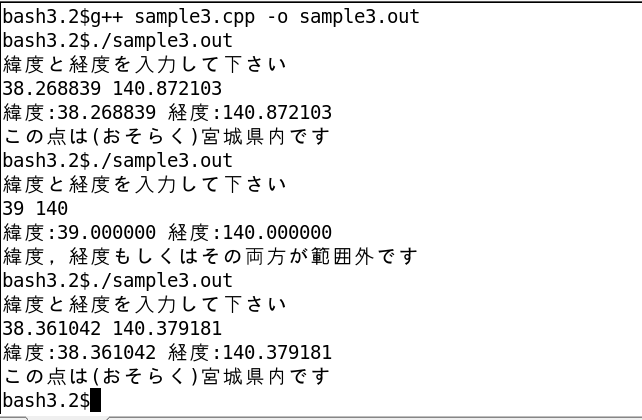 bash3.2$g++ sample3.cpp -o sample3.out
bash3.2$./sample3.out
緯度と経度を入力して下さい
38.268839 140.872103
緯度:38.268839 経度:140.872103
この点は(おそらく)宮城県内です
bash3.2$./sample3.out
緯度と経度を入力して下さい
39 140
緯度:39.000000 経度:140.000000
緯度，経度もしくはその両方が範囲外です
bash3.2$./sample3.out
緯度と経度を入力して下さい
38.361042 140.379181
緯度:38.361042 経度:140.379181
この点は(おそらく)宮城県内です
bash3.2$